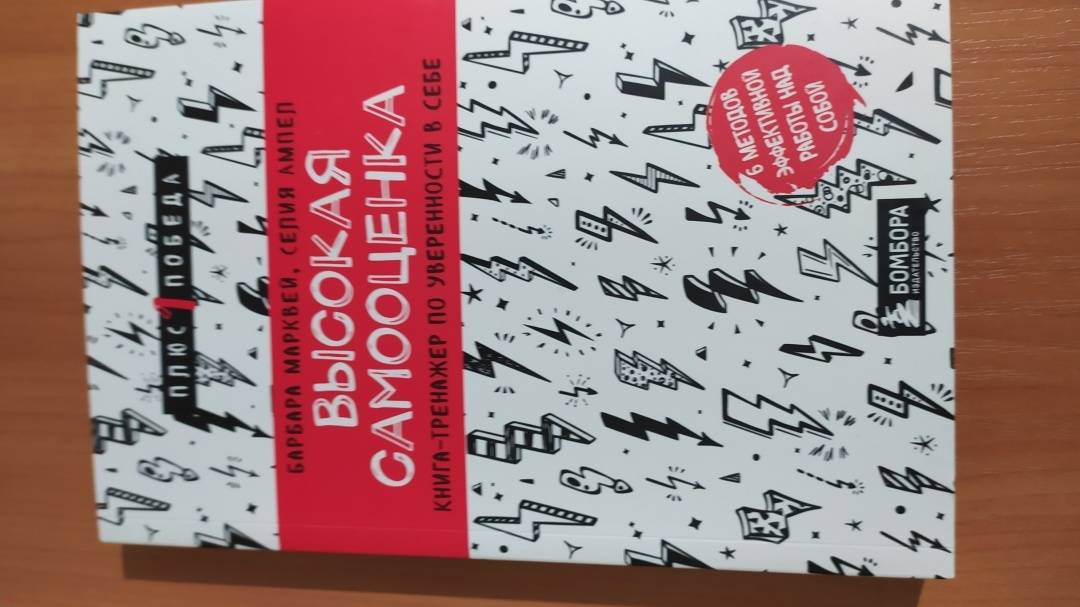 ПЛЮС 1 ПОБЕДА
БАРБАРА МАРКВЕЙ, СЕЛИЯ АМПЕЛ
ВЫСОКАЯ
САМООЦЕНКА
КНИГА-ТРЕНАЖЕР ПО УВЕРЕННОСТИ В СЕБЕ
6 МЕТОДОВ
ЭФФЕКТИВНОЙ
РАБОТЫ НАД
СОБОЙ
БОМБОРА
ИЗДАТЕЛЬСТВО